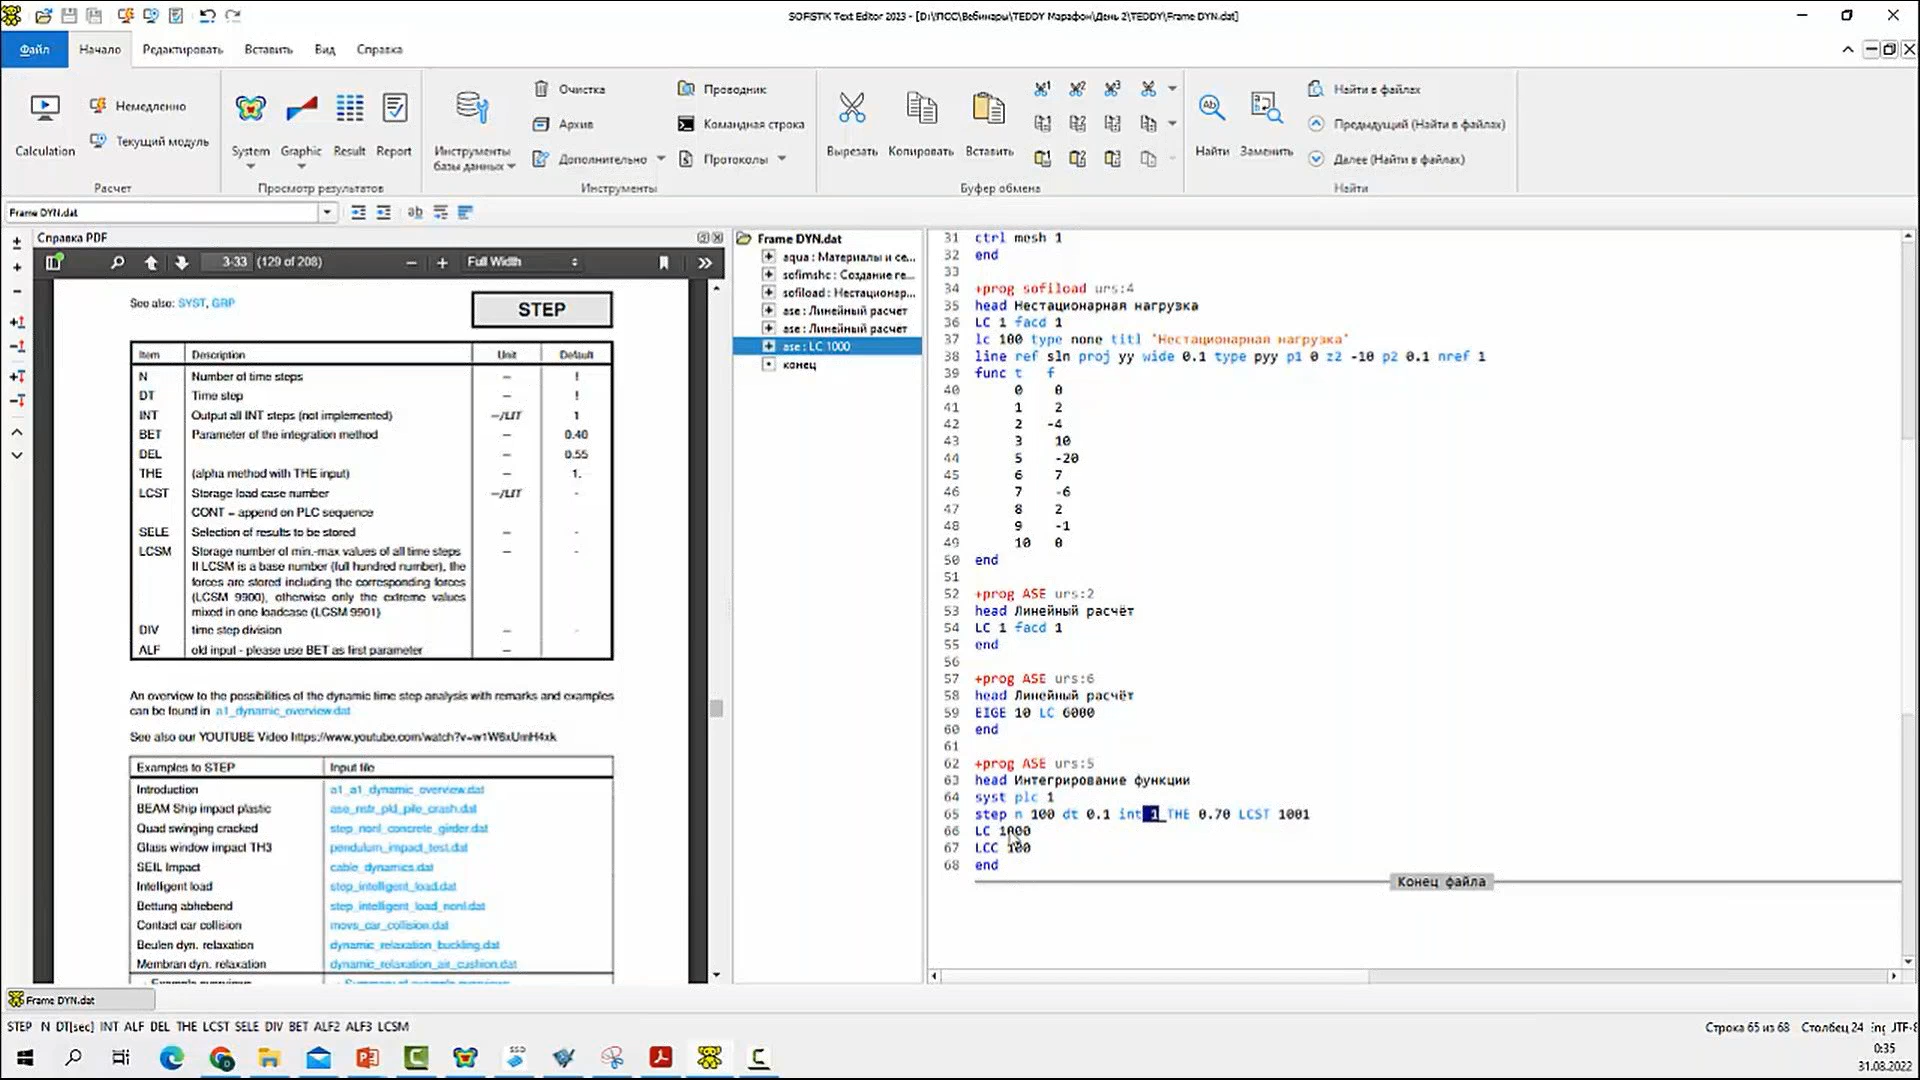 SOFiSTiK Text Editor 2023 - [D:\ПСС\Вебинары\TEDDY Марафон\День 2\TEDDY\Frame DYN.dat]
Файл Начало Редактировать Вставить Вид Справка
Calculation
Немедленно
Текущий модуль
Расчет
System Graphic Result Report
Просмотр результатов
Инструменты базы данных
Очистка
Архив
Дополнительно
Проводник
Командная строка
Протоколы
Инструменты
Вырезать Копировать Вставить
Буфер обмена
Найти Заменить
Найти в файлах
Предыдущий (Найти в файлах)
Далее (Найти в файлах)
Найти
Frame DYN.dat
Справка PDF
3-33 (129 of 208)
Full Width
See also: SYST, GRP
STEP
Item Description Unit Default
N Number of time steps − !
DT Time step − !
INT Output all INT steps (not implemented) −/LIT 1
BET Parameter of the integration method − 0.40
DEL − 0.55
THE (alpha method with THE input) − 1.
LCST Storage load case number −/LIT -
CONT − append on PLC sequence
SELE Selection of results to be stored − -
LCSM Storage number of min.-max values of all time steps − -
If LCSM is a base number (full hundred number), the
forces are stored including the corresponding forces
(LCSM 9900), otherwise only the extreme values
mixed in one loadcase (LCSM 9901)
DIV time step division − -
ALF old input - please use BET as first parameter −
An overview to the possibilities of the dynamic time step analysis with remarks and examples
can be found in a1_dynamic_overview.dat
See also our YOUTUBE Video https://www.youtube.com/watch?v=w1W6xUmH4xk
Examples to STEP Input file
Introduction a1_a1_dynamic_overview.dat
BEAM Ship impact plastic ase_nstr_pld_pile_crash.dat
Quad swinging cracked step_nonl_concrete_girder.dat
Glass window impact TH3 pendulum_impact_test.dat
SEIL Impact cable_dynamics.dat
Intelligent load step_intelligent_load.dat
Bettung abhebend step_intelligent_load_nonl.dat
Contact car collision movs_car_collision.dat
Beulen dyn. relaxation dynamic_relaxation_buckling.dat
Membran dyn. relaxation dynamic_relaxation_air_cushion.dat
Frame DYN.dat
aqua : Материалы и се...
sofimshc : Создание ге...
sofiload : Нестационар...
ase : Линейный расчет
ase : Линейный расчет
ase : LC 1000
конец
31 ctrl mesh 1
32 end
33
34 +prog sofiload urs:4
35 head Нестационарная нагрузка
36 LC 1 facd 1
37 lc 100 type none titl "Нестационарная нагрузка"
38 line ref sln proj yy wide 0.1 type pyy p1 0 z2 -10 p2 0.1 nref 1
39 func t f
40 0 0
41 1 2
42 2 -4
43 3 10
44 5 -20
45 6 7
46 7 -6
47 8 2
48 9 -1
49 10 0
50 end
51
52 +prog ASE urs:2
53 head Линейный расчёт
54 LC 1 facd 1
55 end
56
57 +prog ASE urs:6
58 head Линейный расчёт
59 EIGE 10 LC 6000
60 end
61
62 +prog ASE urs:5
63 head Интегрирование функции
64 syst plc 1
65 step n 100 dt 0.1 int 1 THE 0.70 LCST 1001
66 LC 1000
67 LCC 100
68 end
Конец файла
Frame DYN.dat
STEP N DT[sec] INT ALF DEL THE LCST SELE DIV BET ALF2 ALF3 LCSM
Строка 65 из 68 Столбец 24 UTF-8
0:35
31.08.2022